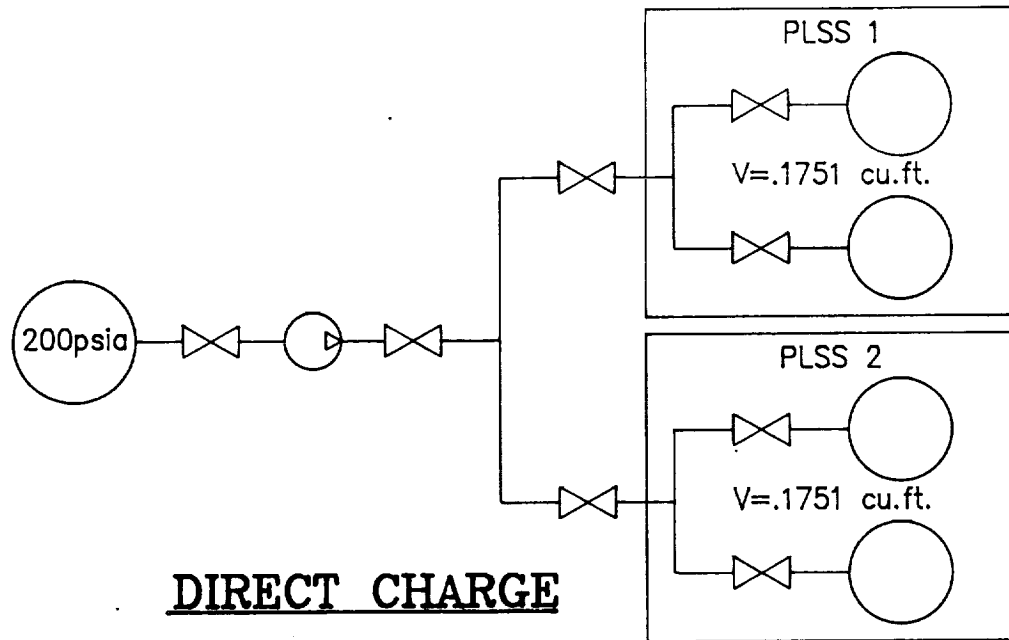 PLSS 1
V=.1751 cu.ft.
200psia
PLSS 2
V=.1751 cu.ft.
DIRECT CHARGE